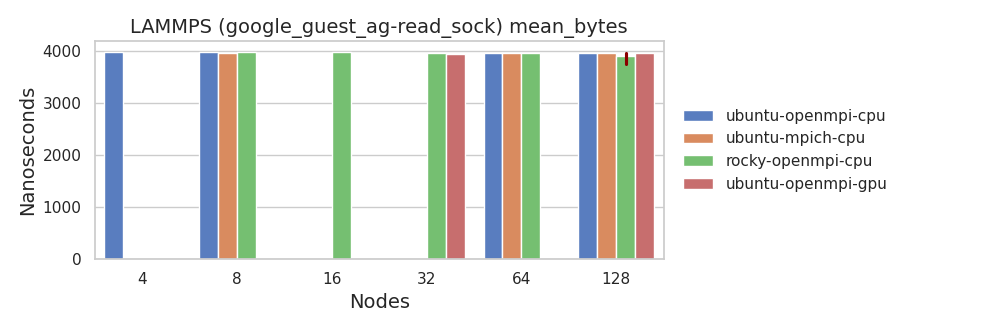 LAMMPS (google_guest_ag-read_sock) mean_bytes
Nanoseconds
4000
3000
2000
1000
0
4 8 16 32 64 128
Nodes
ubuntu-openmpi-cpu
ubuntu-mpich-cpu
rocky-openmpi-cpu
ubuntu-openmpi-gpu